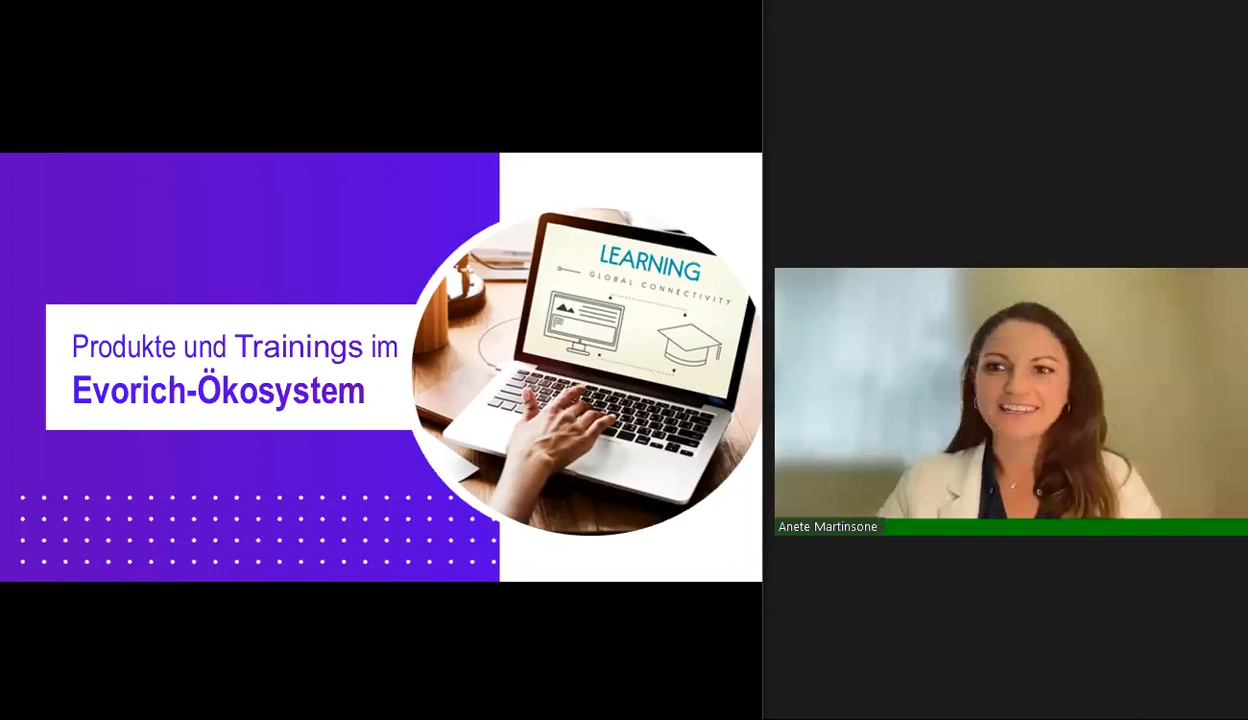 Produkte und Trainings im
Evorich-Ökosystem
LEARNING
GLOBAL CONNECTIVITY
Anete Martinsone